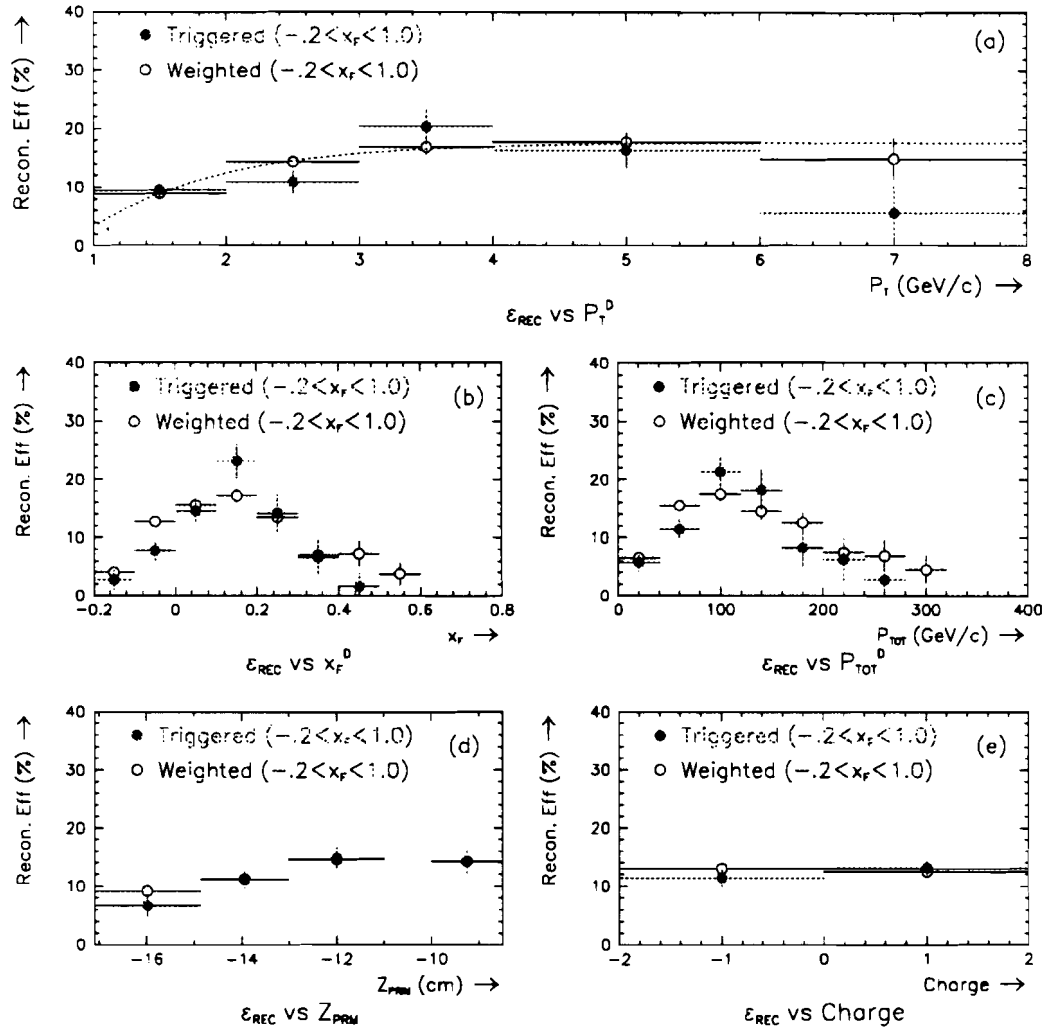 Recon. Eff (%) →
● Triggered (−.2<x_F<1.0)
○ Weighted (−.2<x_F<1.0)
(a)
40
30
20
10
0
1 2 3 4 5 6 7 8
P_T (GeV/c) →
ε_REC vs P_T^D
Recon. Eff (%) →
● Triggered (−.2<x_F<1.0)
○ Weighted (−.2<x_F<1.0)
(b)
40
30
20
10
0
−0.2 0 0.2 0.4 0.6 0.8
x_F →
ε_REC vs x_F^D
Recon. Eff (%) →
● Triggered (−.2<x_F<1.0)
○ Weighted (−.2<x_F<1.0)
(c)
40
30
20
10
0
0 100 200 300 400
P_TOT (GeV/c) →
ε_REC vs P_TOT^D
Recon. Eff (%) →
● Triggered (−.2<x_F<1.0)
○ Weighted (−.2<x_F<1.0)
(d)
40
30
20
10
0
−16 −14 −12 −10
Z_PRM (cm) →
ε_REC vs Z_PRM
Recon. Eff (%) →
● Triggered (−.2<x_F<1.0)
○ Weighted (−.2<x_F<1.0)
(e)
40
30
20
10
0
−2 −1 0 1 2
Charge →
ε_REC vs Charge